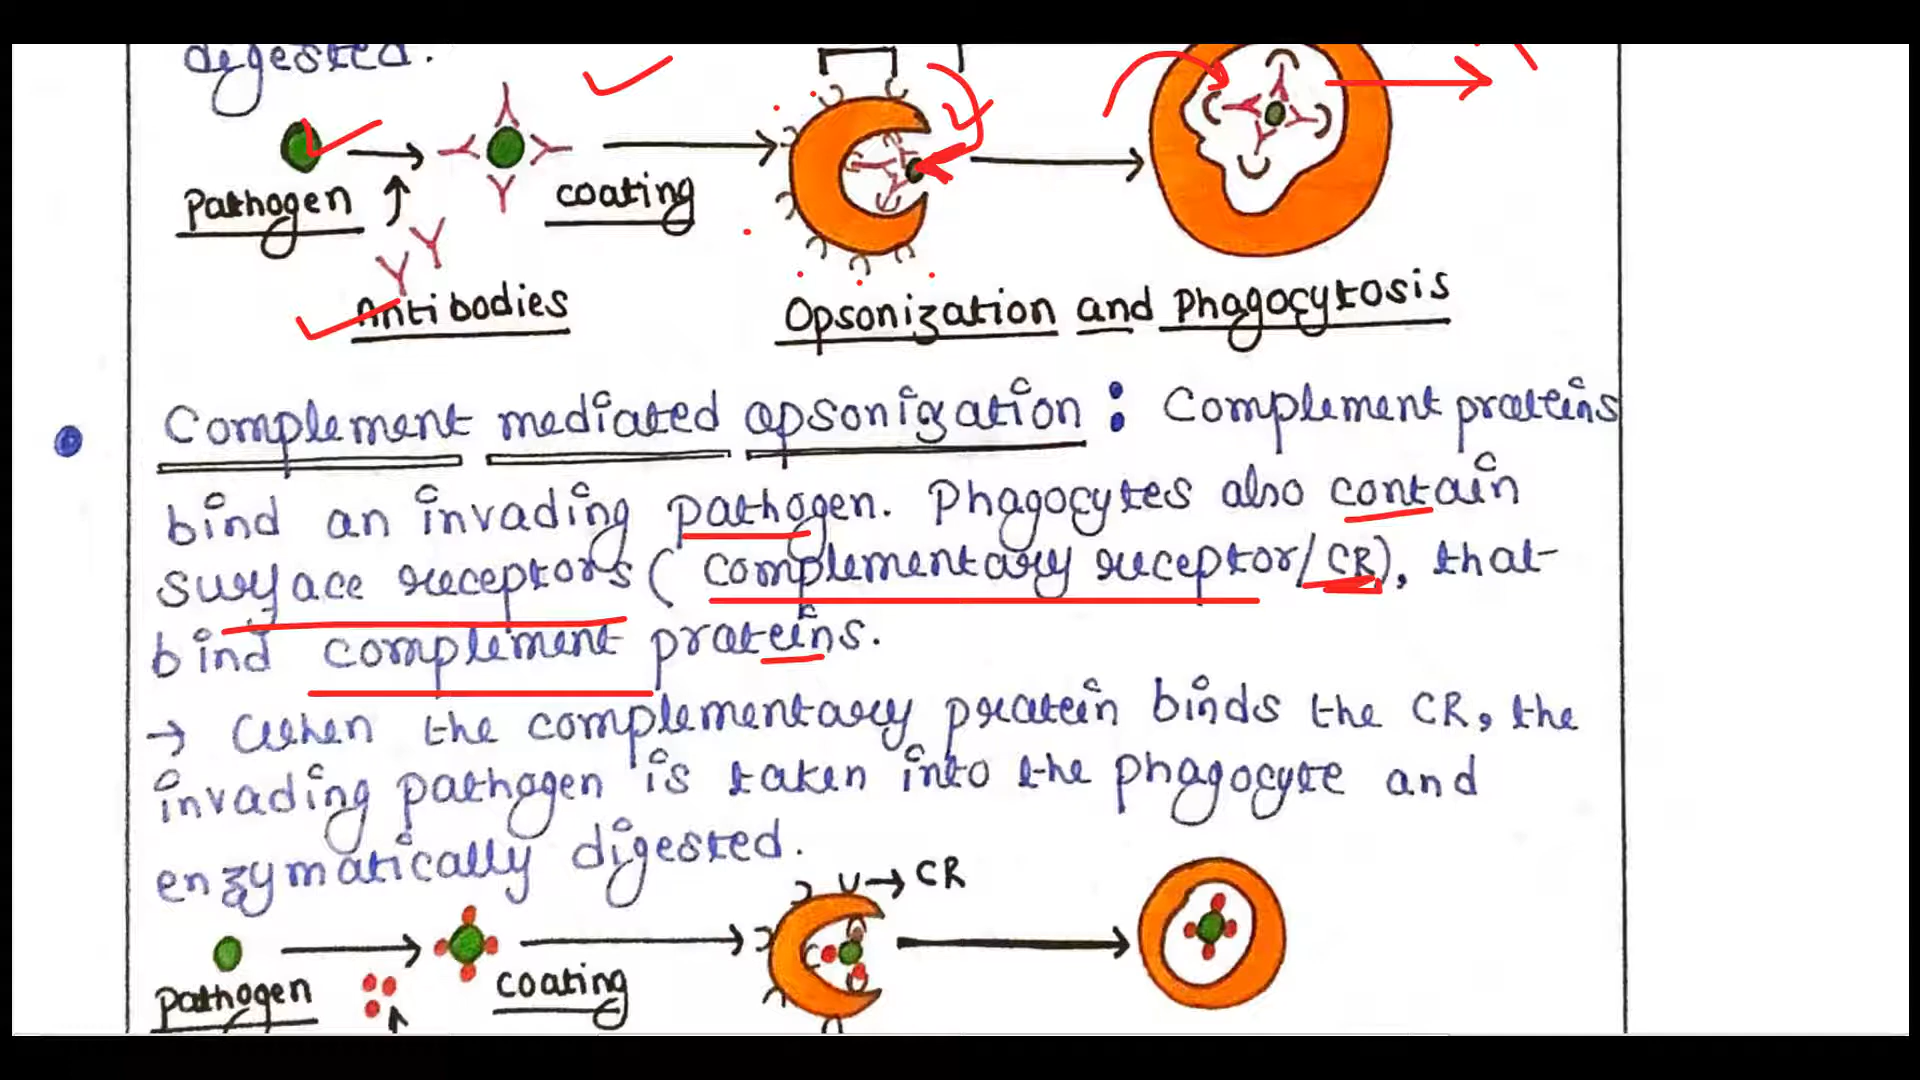 digested.
Pathogen
coating
Antibodies
Opsonization and Phagocytosis
Complement mediated opsonization : Complement proteins
bind an invading pathogen. Phagocytes also contain
surface receptors ( Complementary receptor/CR), that
bind complement proteins.
→ When the complementary protein binds the CR, the
invading pathogen is taken into the phagocyte and
enzymatically digested.
→ CR
Pathogen
coating